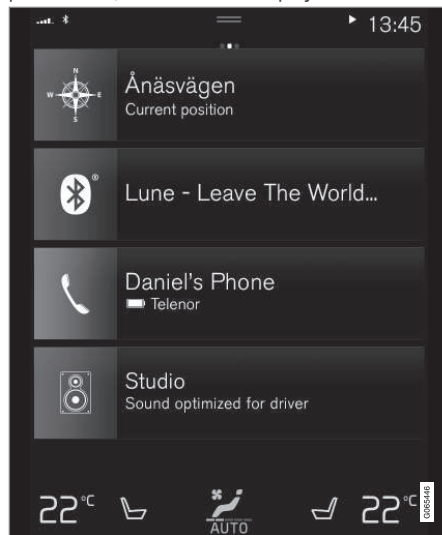 13:45
N
W
E
S
Ånäsvägen
Current position
®
Lune - Leave The World...
Daniel's Phone
Telenor
Studio
Sound optimized for driver
22°C
AUTO
22°C
G065446